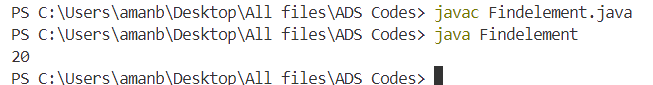 PS C:\Users\amanb\Desktop\All files\ADS Codes> javac Findelement.java
PS C:\Users\amanb\Desktop\All files\ADS Codes> java Findelement
20
PS C:\Users\amanb\Desktop\All files\ADS Codes>